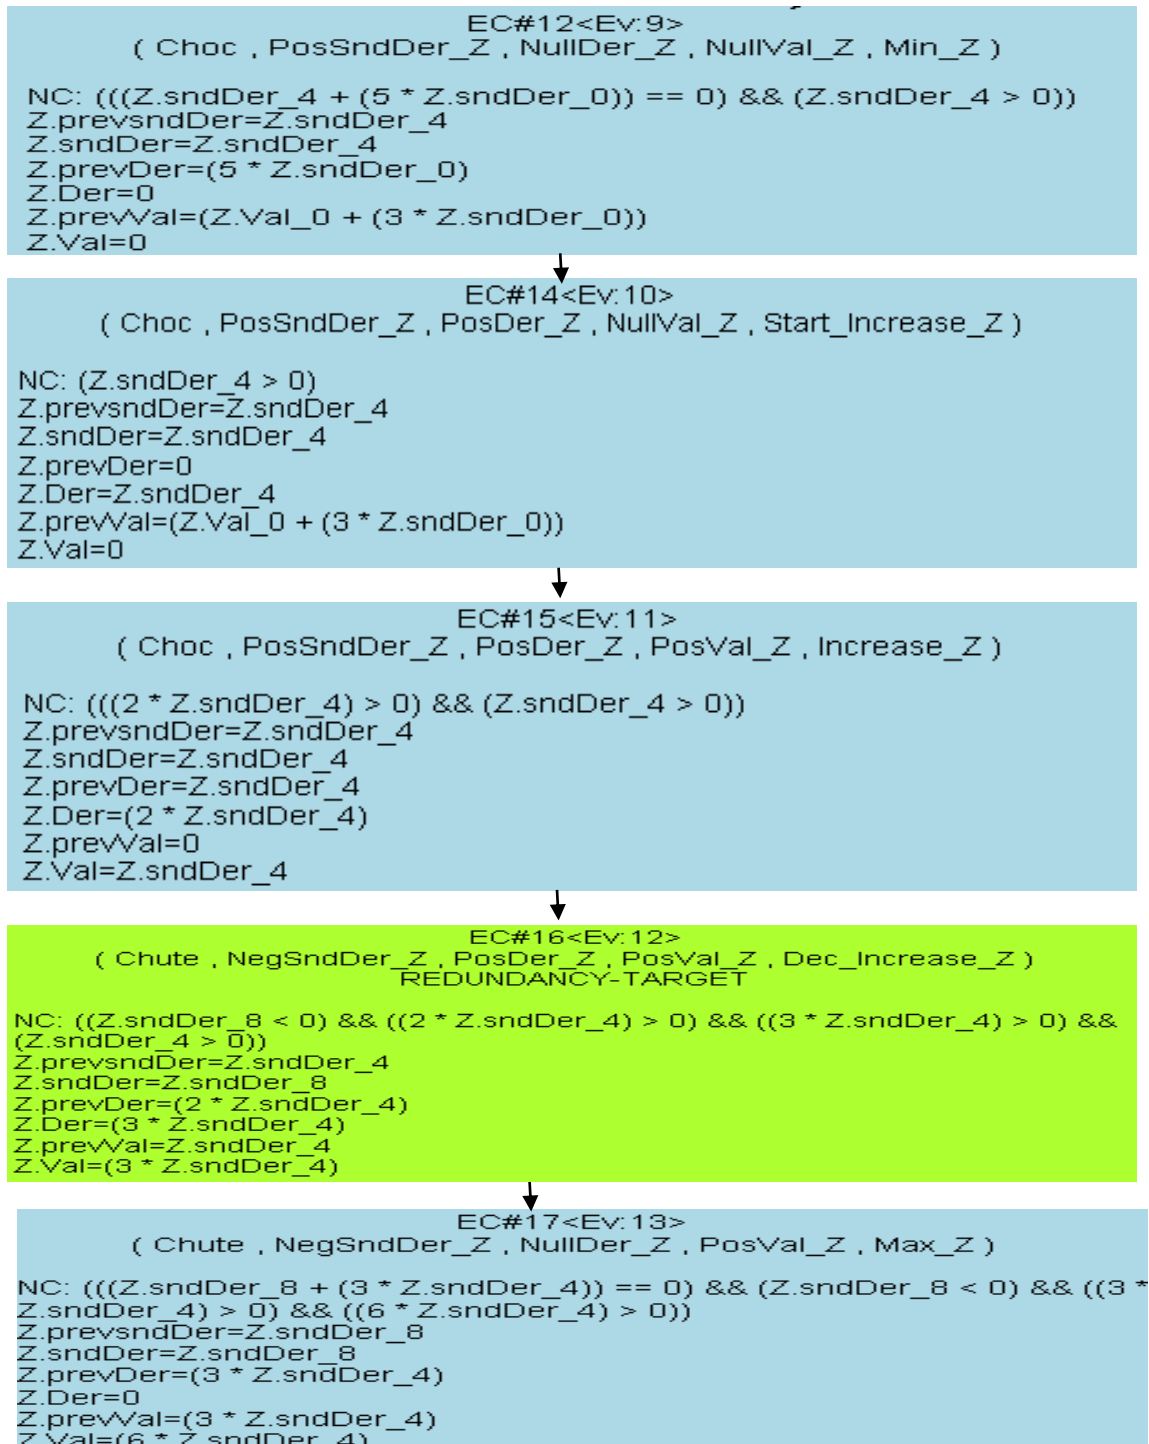 EC#12<Ev:9>
( Choc , PosSndDer_Z , NullDer_Z , NullVal_Z , Min_Z )
NC: (((Z.sndDer_4 + (5 * Z.sndDer_0)) == 0) && (Z.sndDer_4 > 0))
Z.prevsndDer=Z.sndDer_4
Z.sndDer=Z.sndDer_4
Z.prevDer=(5 * Z.sndDer_0)
Z.Der=0
Z.prevVal=(Z.Val_0 + (3 * Z.sndDer_0))
Z.Val=0
EC#14<Ev:10>
( Choc , PosSndDer_Z , PosDer_Z , NullVal_Z , Start_Increase_Z )
NC: (Z.sndDer_4 > 0)
Z.prevsndDer=Z.sndDer_4
Z.sndDer=Z.sndDer_4
Z.prevDer=0
Z.Der=Z.sndDer_4
Z.prevVal=(Z.Val_0 + (3 * Z.sndDer_0))
Z.Val=0
EC#15<Ev:11>
( Choc , PosSndDer_Z , PosDer_Z , PosVal_Z , Increase_Z )
NC: (((2 * Z.sndDer_4) > 0) && (Z.sndDer_4 > 0))
Z.prevsndDer=Z.sndDer_4
Z.sndDer=Z.sndDer_4
Z.prevDer=Z.sndDer_4
Z.Der=(2 * Z.sndDer_4)
Z.prevVal=0
Z.Val=Z.sndDer_4
EC#16<Ev:12>
( Chute , NegSndDer_Z , PosDer_Z , PosVal_Z , Dec_Increase_Z )
REDUNDANCY-TARGET
NC: ((Z.sndDer_8 < 0) && ((2 * Z.sndDer_4) > 0) && ((3 * Z.sndDer_4) > 0) &&
(Z.sndDer_4 > 0))
Z.prevsndDer=Z.sndDer_4
Z.sndDer=Z.sndDer_8
Z.prevDer=(2 * Z.sndDer_4)
Z.Der=(3 * Z.sndDer_4)
Z.prevVal=Z.sndDer_4
Z.Val=(3 * Z.sndDer_4)
EC#17<Ev:13>
( Chute , NegSndDer_Z , NullDer_Z , PosVal_Z , Max_Z )
NC: (((Z.sndDer_8 + (3 * Z.sndDer_4)) == 0) && (Z.sndDer_8 < 0) && ((3 *
Z.sndDer_4) > 0) && ((6 * Z.sndDer_4) > 0))
Z.prevsndDer=Z.sndDer_8
Z.sndDer=Z.sndDer_8
Z.prevDer=(3 * Z.sndDer_4)
Z.Der=0
Z.prevVal=(3 * Z.sndDer_4)
Z.Val=(6 * Z.sndDer_4)